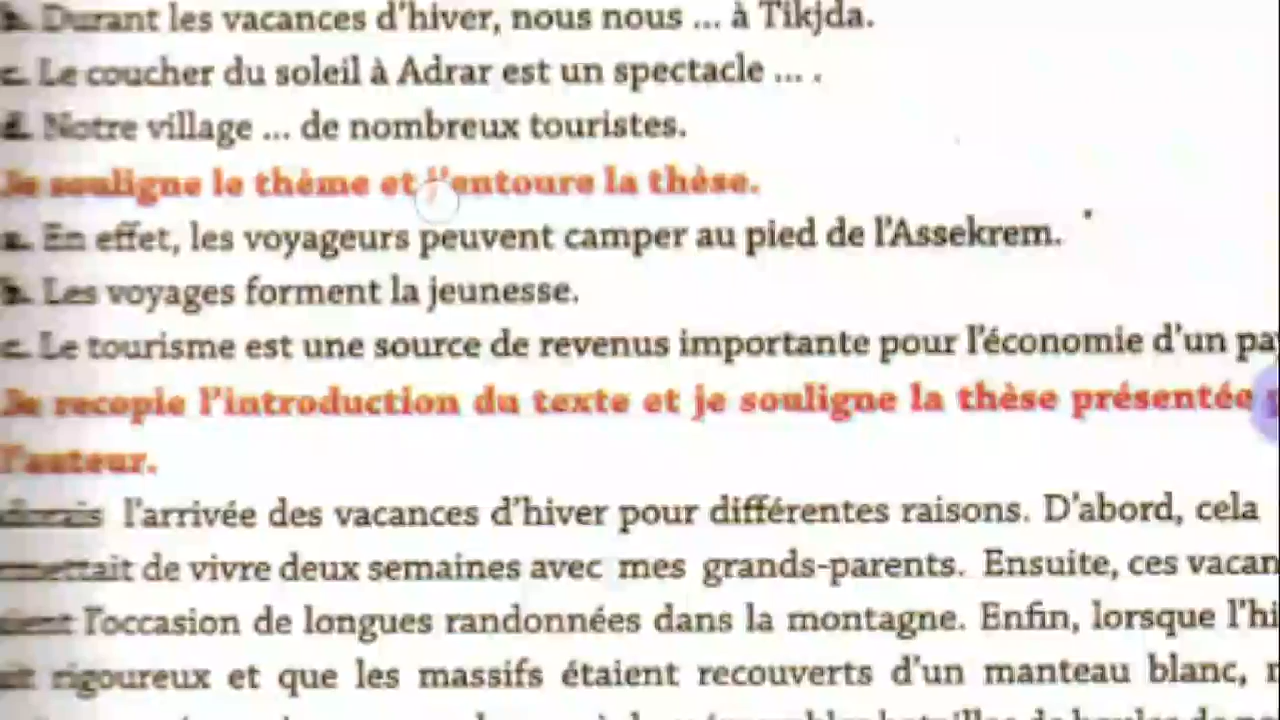 b. Durant les vacances d'hiver, nous nous ... à Tikjda.
c. Le coucher du soleil à Adrar est un spectacle ... .
d. Notre village ... de nombreux touristes.
Je souligne le thème et j'entoure la thèse.
a. En effet, les voyageurs peuvent camper au pied de l'Assekrem.
b. Les voyages forment la jeunesse.
c. Le tourisme est une source de revenus importante pour l'économie d'un pa
Je recopie l'introduction du texte et je souligne la thèse présentée
l'auteur.
l'arrivée des vacances d'hiver pour différentes raisons. D'abord, cela
ettait de vivre deux semaines avec mes grands-parents. Ensuite, ces vacan
aient l'occasion de longues randonnées dans la montagne. Enfin, lorsque l'hi
rigoureux et que les massifs étaient recouverts d'un manteau blanc,